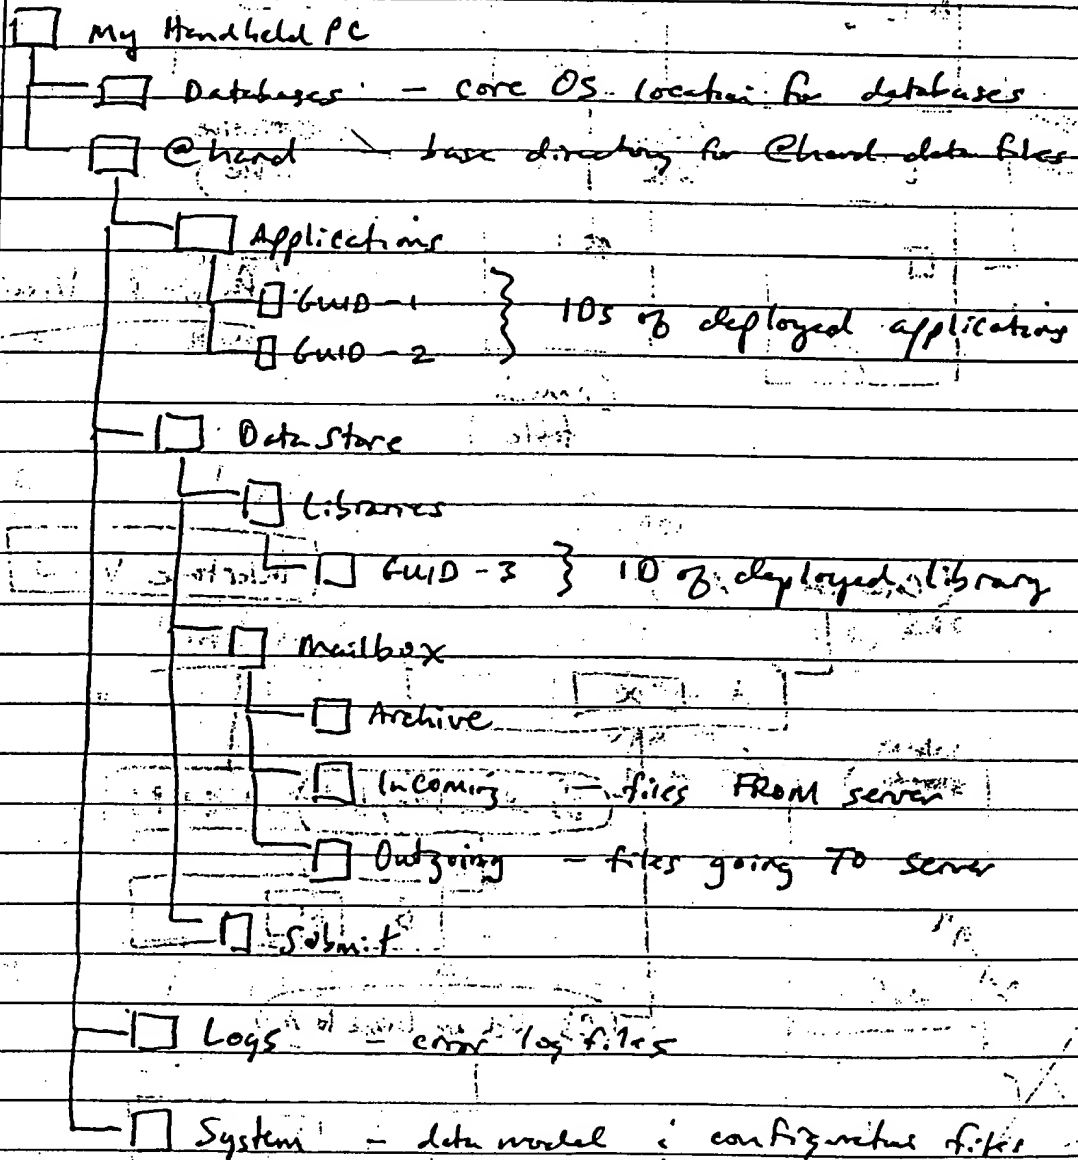 My Handheld PC
Databases - core OS location for databases
@hand - base directory for @hand data files
Applications
GUID-1
IDs of deployed applications
GUID-2
Data Store
Libraries
GUID-3 } ID of deployed library
Mailbox
Archive
Incoming - files FROM server
Outgoing - files going TO server
Submit
Logs - error log files
System - data model & configuration files